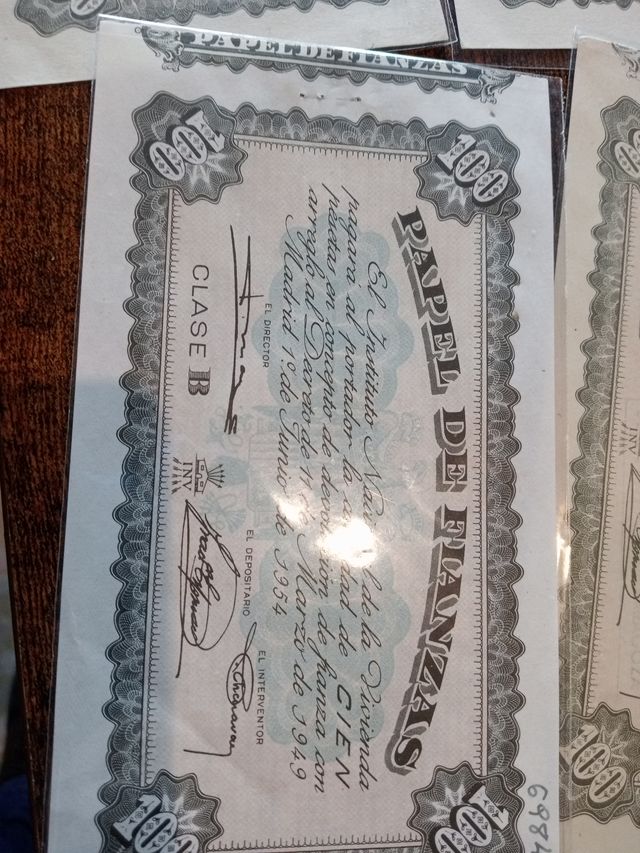 PAPEL DE FIANZAS
100
100
PAPEL DE FIANZAS
El Instituto Nacional de la Vivienda
pagará al portador la cantidad de CIEN
pesetas en concepto de devolución de fianza con
arreglo al Decreto de 11 de Marzo de 1949
Madrid 1º de Junio de 1954
EL DIRECTOR
EL DEPOSITARIO
EL INTERVENTOR
CLASE B
INV
100
100
100